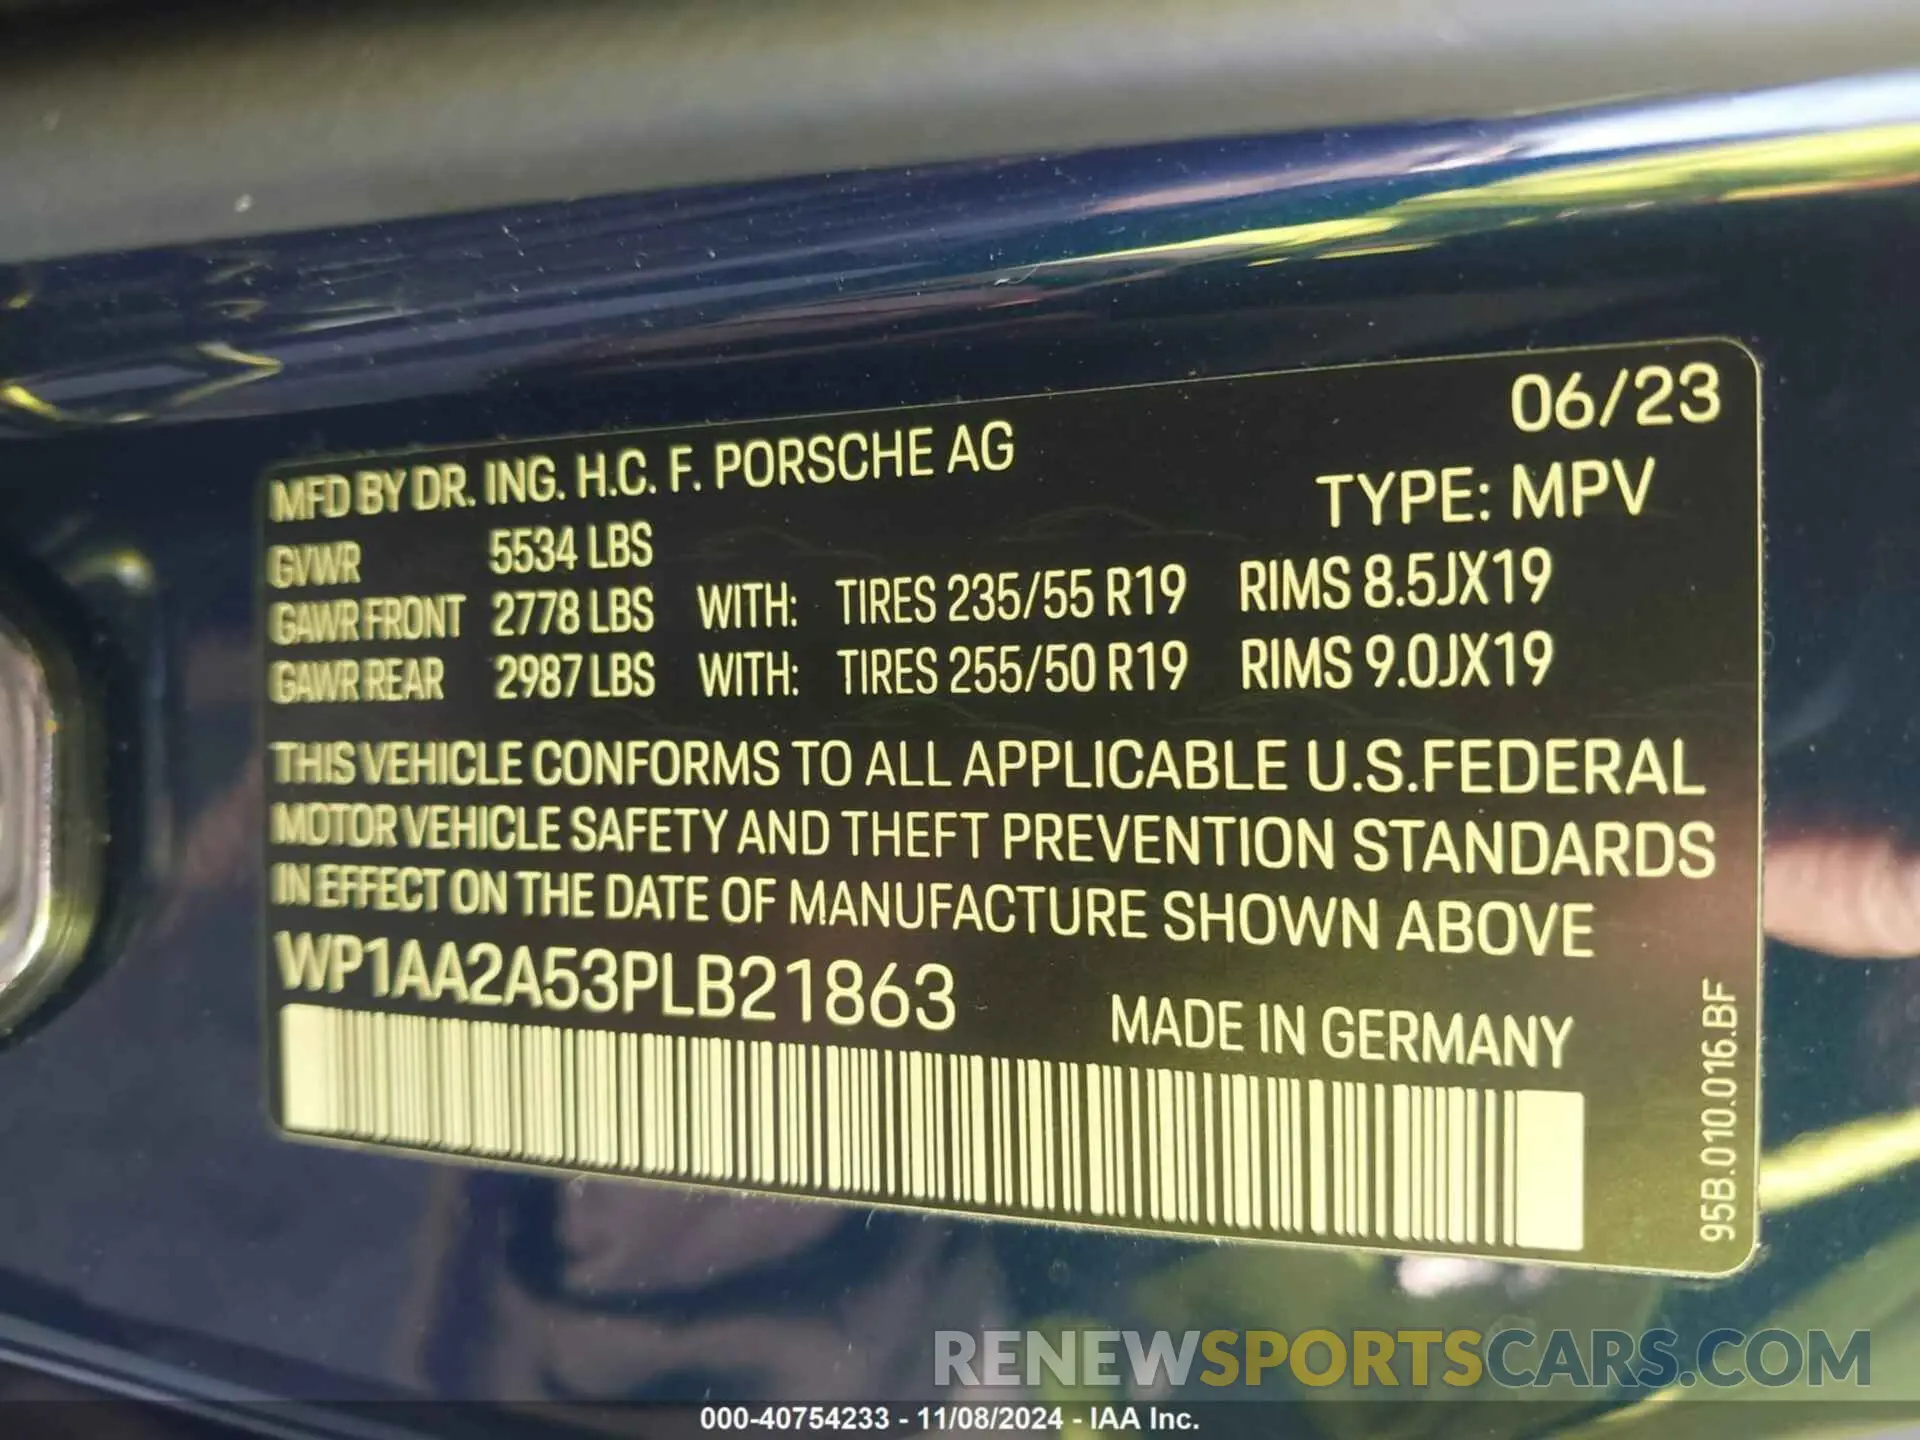 06/23
MFD BY DR. ING. H.C. F. PORSCHE AG
TYPE: MPV
GVWR 5534 LBS
GAWR FRONT 2778 LBS WITH: TIRES 235/55 R19 RIMS 8.5JX19
GAWR REAR 2987 LBS WITH: TIRES 255/50 R19 RIMS 9.0JX19
THIS VEHICLE CONFORMS TO ALL APPLICABLE U.S.FEDERAL
MOTOR VEHICLE SAFETY AND THEFT PREVENTION STANDARDS
IN EFFECT ON THE DATE OF MANUFACTURE SHOWN ABOVE
WP1AA2A53PLB21863
MADE IN GERMANY
95B.010.016.BF
RENEWSPORTSCARS.COM
000-40754233 - 11/08/2024 - IAA Inc.